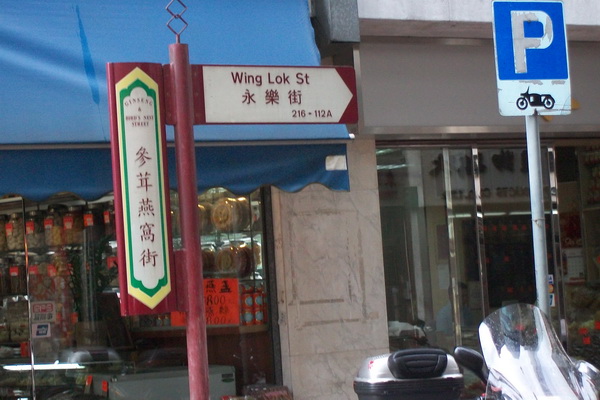 Wing Lok St
永樂街
216 - 112A
P
GINSENG
&
BIRD'S NEST
STREET
參茸燕窩街